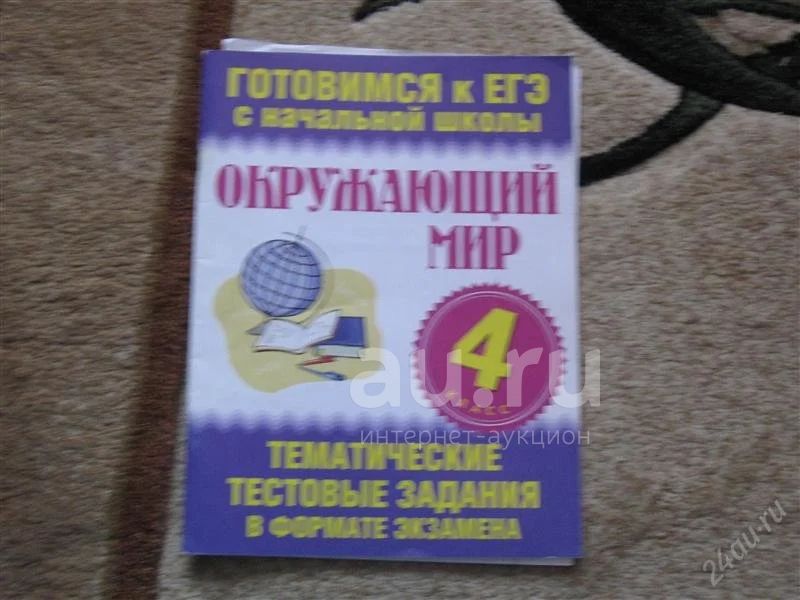 ГОТОВИМСЯ К ЕГЭ
С НАЧАЛЬНОЙ ШКОЛЫ
ОКРУЖАЮЩИЙ
МИР
4
КЛАСС
au.ru
интернет-аукцион
ТЕМАТИЧЕСКИЕ
ТЕСТОВЫЕ ЗАДАНИЯ
В ФОРМАТЕ ЭКЗАМЕНА
24au.ru